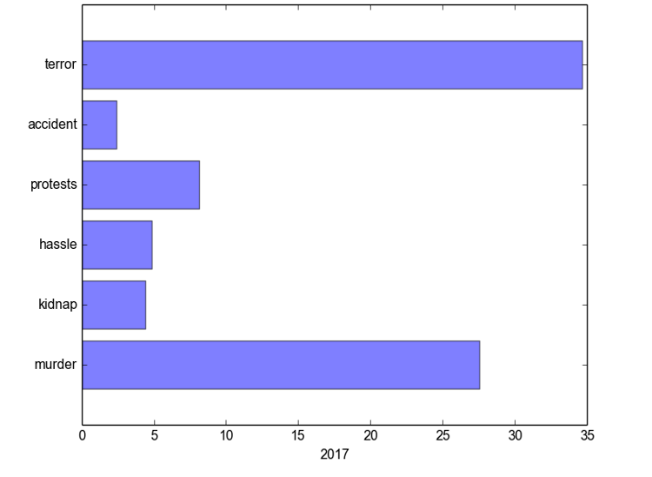 terror
accident
protests
hassle
kidnap
murder
0 5 10 15 20 25 30 35
2017